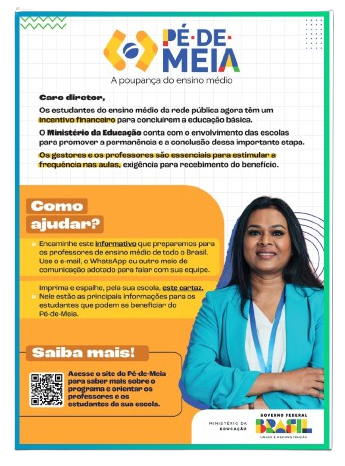 PÉ·DE·
MEIA
A poupança do ensino médio
Caro diretor,
Os estudantes do ensino médio da rede pública agora têm um
incentivo financeiro para concluírem a educação básica.
O Ministério da Educação conta com o envolvimento das escolas
para promover a permanência e a conclusão dessa importante etapa.
Os gestores e os professores são essenciais para estimular a
frequência nas aulas, exigência para recebimento do benefício.
Como
ajudar?
Encaminhe este informativo que preparamos para
os professores de ensino médio de todo o Brasil.
Use o e-mail, o WhatsApp ou outro meio de
comunicação adotado para falar com sua equipe.
Imprima e espalhe, pela sua escola, este cartaz.
Nele estão as principais informações para os
estudantes que podem se beneficiar do
Pé-de-Meia.
Saiba mais!
Acesse o site do Pé-de-Meia
para saber mais sobre o
programa e orientar os
professores e os
estudantes da sua escola.
MINISTÉRIO DA
EDUCAÇÃO
GOVERNO FEDERAL
BRASIL
UNIÃO E RECONSTRUÇÃO